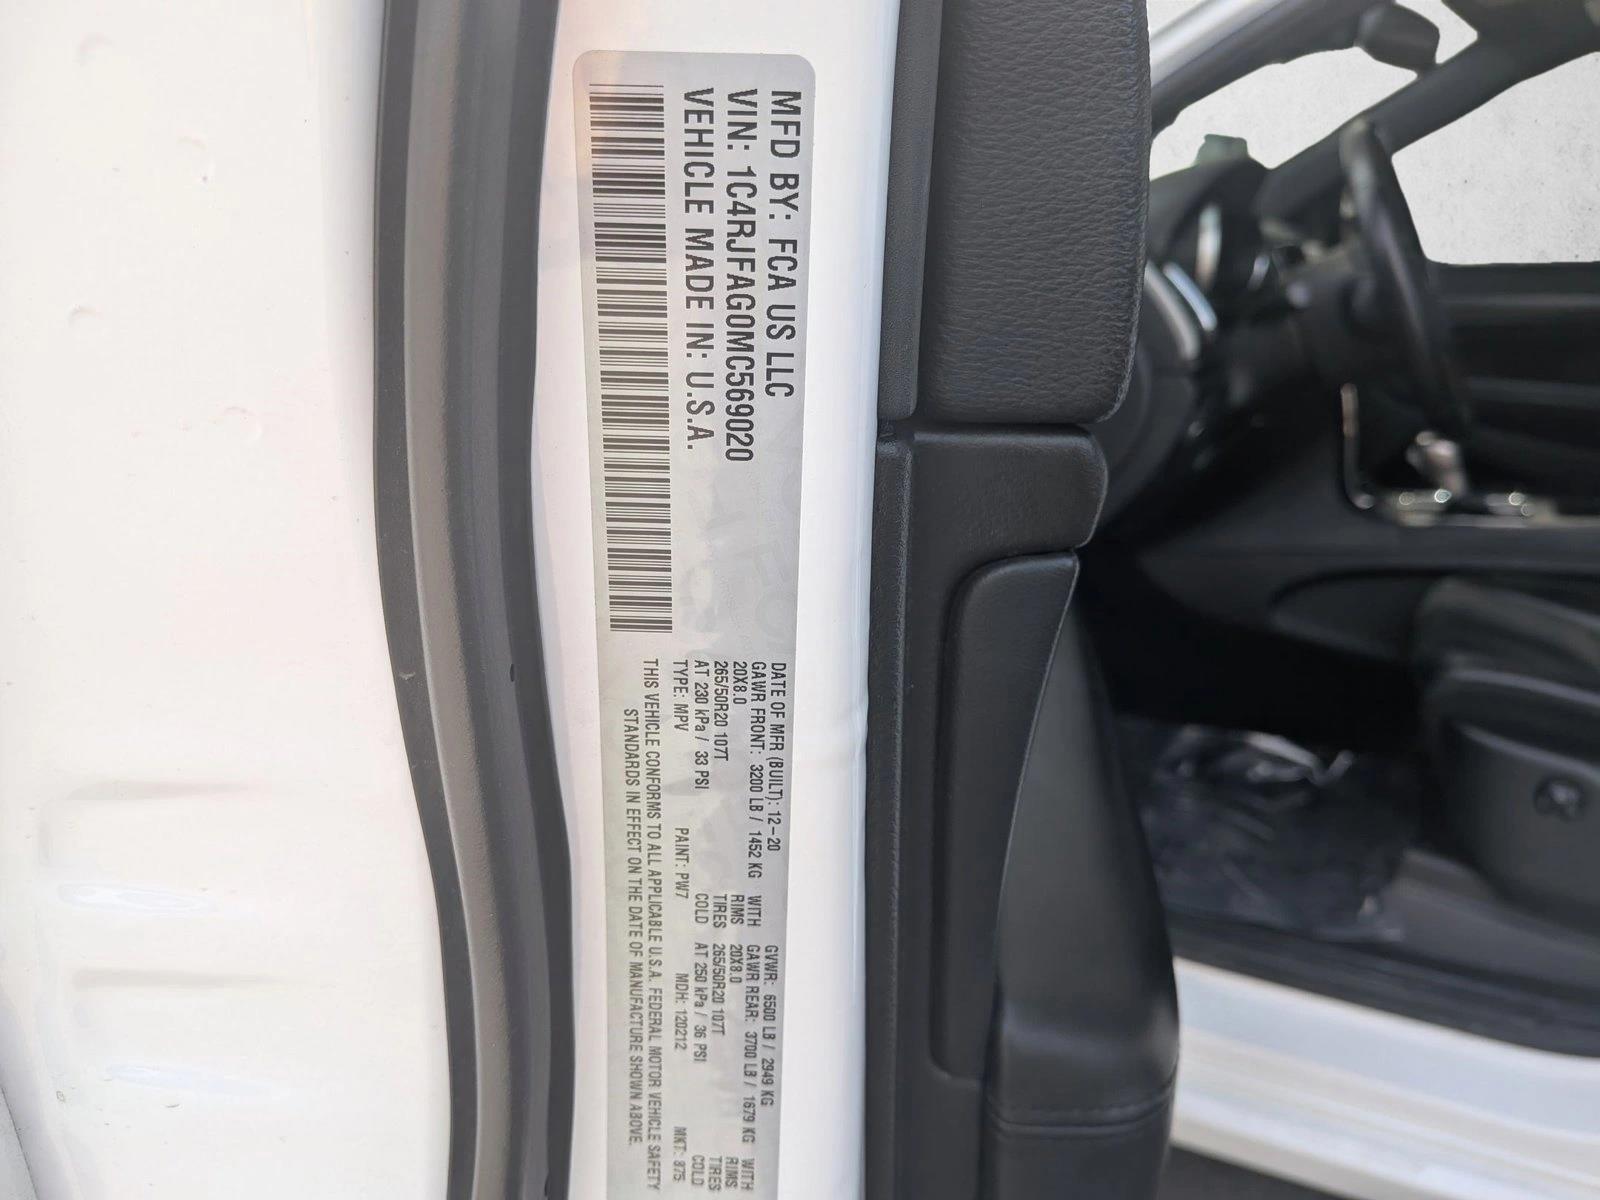 MFD BY: FCA US LLC
VIN: 1C4RJFAG0MC569020
VEHICLE MADE IN: U.S.A.
DATE OF MFR (BUILT): 12-20 GVWR: 6500 LB / 2949 KG
GAWR FRONT: 3200 LB / 1452 KG WITH GAWR REAR: 3700 LB / 1679 KG WITH
20X8.0 RIMS 20X8.0 RIMS
265/50R20 107T TIRES 265/50R20 107T TIRES
AT 230 kPa / 33 PSI COLD AT 250 kPa / 36 PSI COLD
TYPE: MPV PAINT: PW7 MDH: 120212 MKT: 875
THIS VEHICLE CONFORMS TO ALL APPLICABLE U.S.A. FEDERAL MOTOR VEHICLE SAFETY
STANDARDS IN EFFECT ON THE DATE OF MANUFACTURE SHOWN ABOVE.